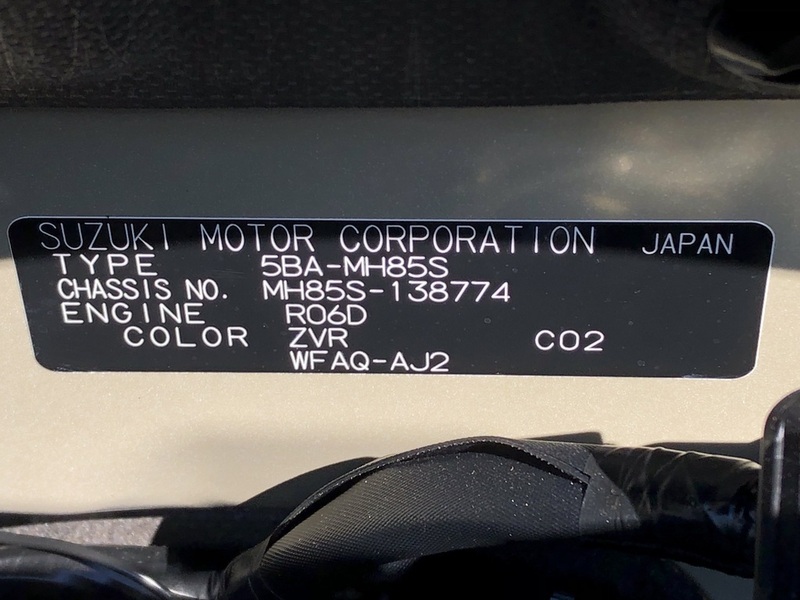 SUZUKI MOTOR CORPORATION JAPAN
TYPE 5BA-MH85S
CHASSIS NO. MH85S-138774
ENGINE R06D
COLOR ZVR C02
WFAQ-AJ2